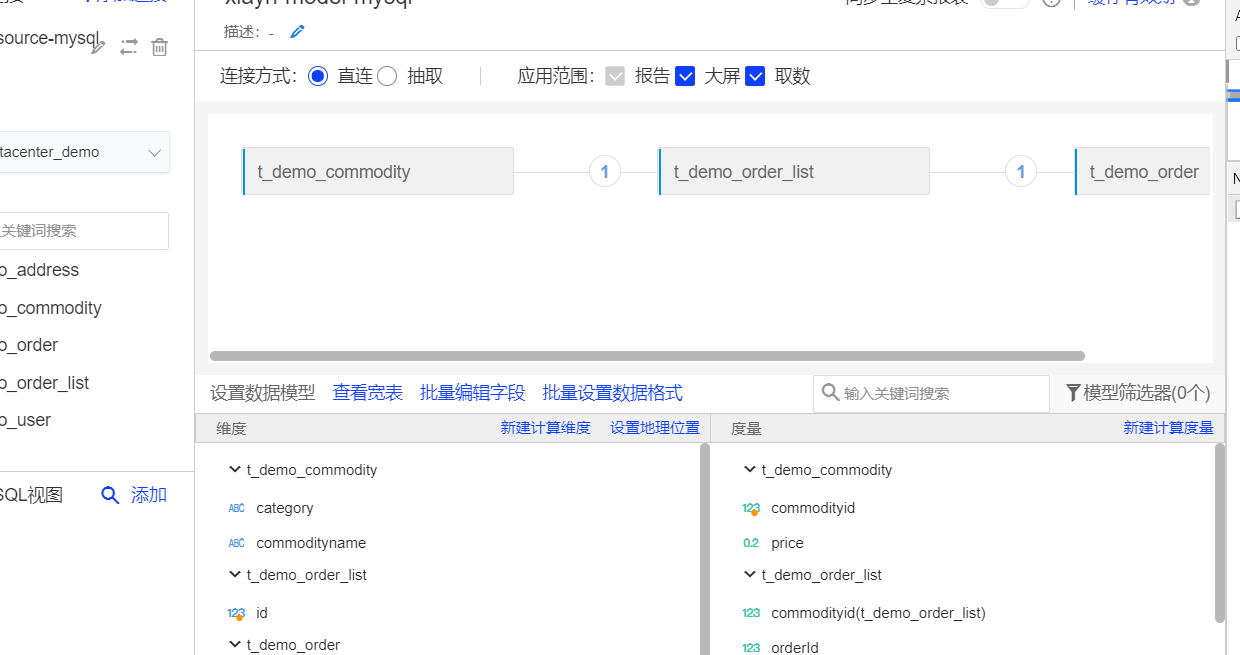 xiayh-model-mysql
描述： -
source-mysql
连接方式： 直连 抽取 应用范围： 报告 大屏 取数
tacenter_demo
t_demo_commodity 1 t_demo_order_list 1 t_demo_order
关键词搜索
o_address
o_commodity
o_order
o_order_list
o_user
SQL视图 添加
设置数据模型 查看宽表 批量编辑字段 批量设置数据格式 输入关键词搜索 模型筛选器(0个)
维度 新建计算维度 设置地理位置
t_demo_commodity
ABC category
ABC commodityname
t_demo_order_list
123 id
t_demo_order
度量 新建计算度量
t_demo_commodity
123 commodityid
0.2 price
t_demo_order_list
123 commodityid(t_demo_order_list)
123 orderId